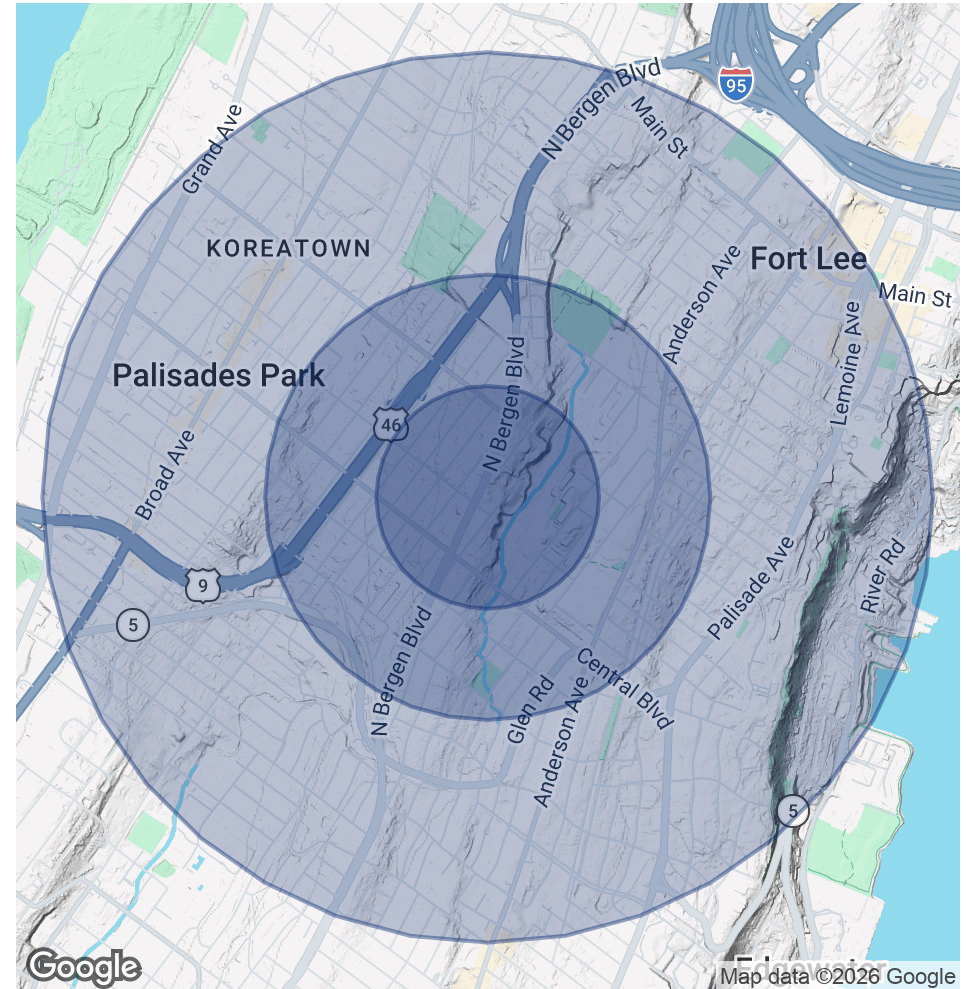 N Bergen Blvd
95
Main St
Grand Ave
KOREATOWN
Fort Lee
Anderson Ave
Main St
Lemoine Ave
Palisades Park
N Bergen Blvd
46
Broad Ave
River Rd
Palisade Ave
9
5
N Bergen Blvd
Central Blvd
Glen Rd
Anderson Ave
5
Google
Edgewater
Map data ©2026 Google